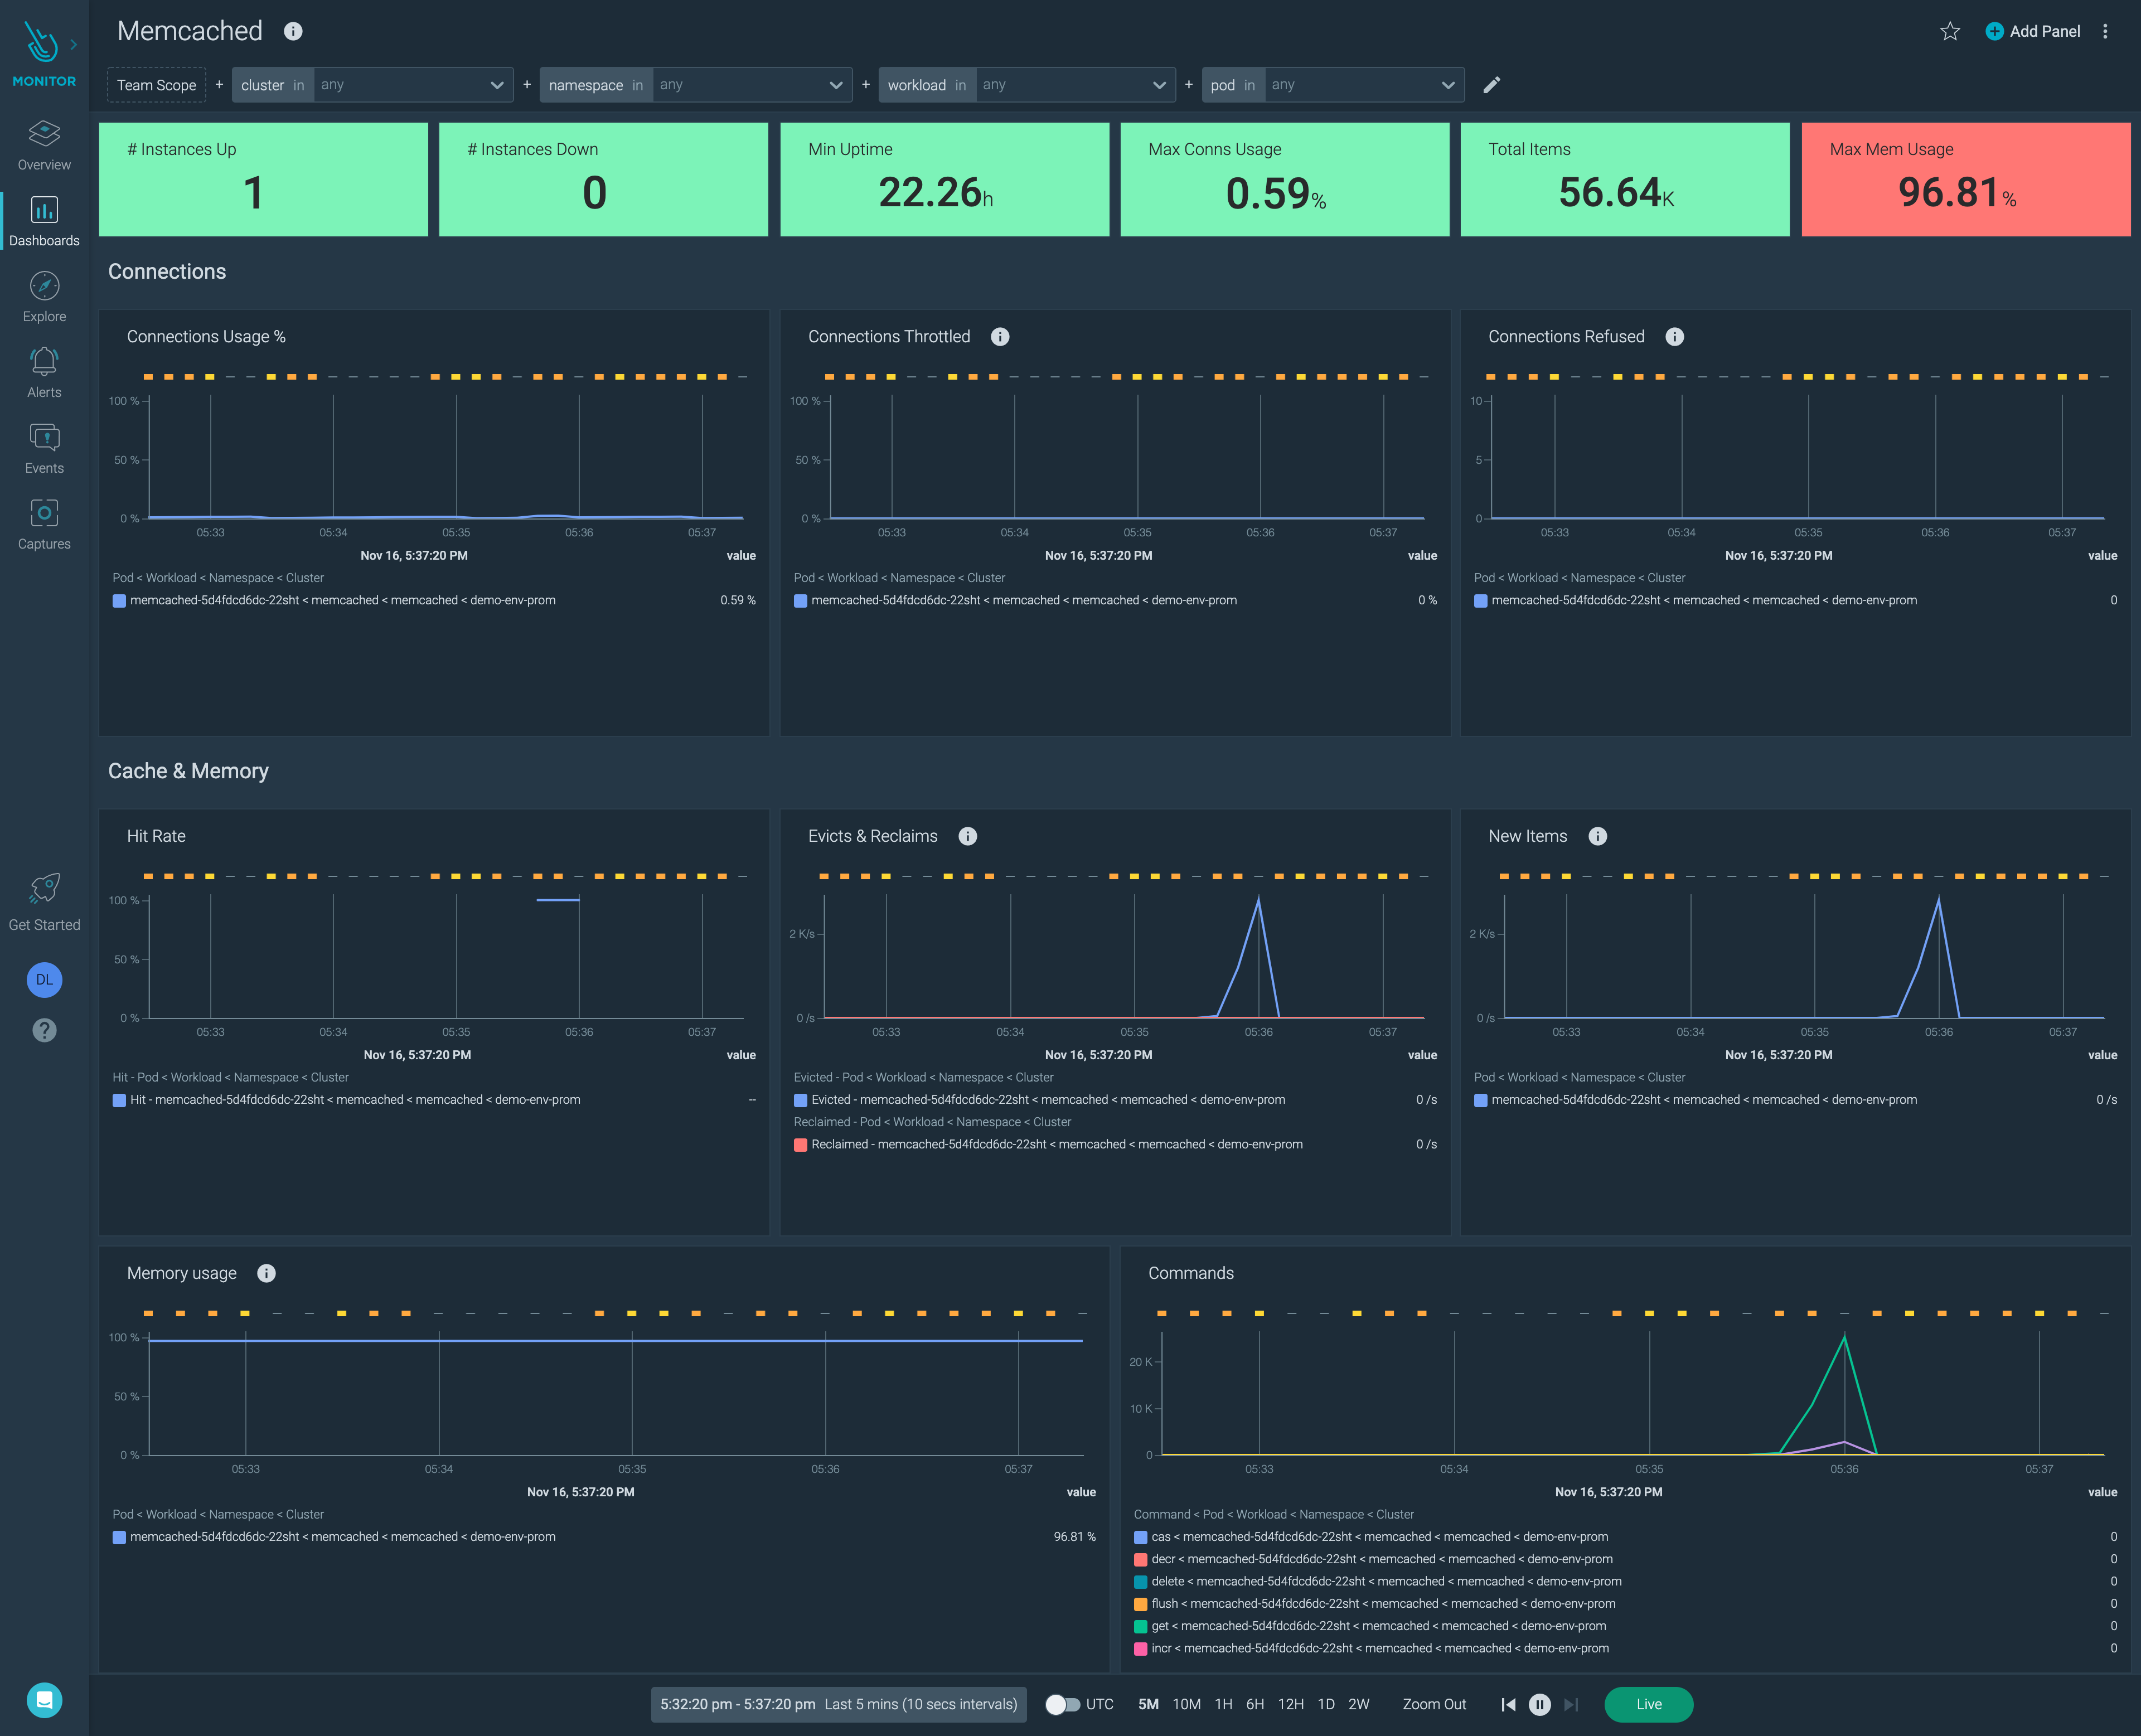 Memcached
Add Panel
MONITOR
Team Scope + cluster in any + namespace in any + workload in any + pod in any
Overview
Dashboards
Explore
Alerts
Events
Captures
Get Started
DL
# Instances Up
1
# Instances Down
0
Min Uptime
22.26h
Max Conns Usage
0.59%
Total Items
56.64K
Max Mem Usage
96.81%
Connections
Connections Usage %
100 %
50 %
0 %
05:33 05:34 05:35 05:36 05:37
Nov 16, 5:37:20 PM value
Pod < Workload < Namespace < Cluster
memcached-5d4fdcd6dc-22sht < memcached < memcached < demo-env-prom 0.59 %
Connections Throttled
100 %
50 %
0 %
05:33 05:34 05:35 05:36 05:37
Nov 16, 5:37:20 PM value
Pod < Workload < Namespace < Cluster
memcached-5d4fdcd6dc-22sht < memcached < memcached < demo-env-prom 0 %
Connections Refused
10
5
0
05:33 05:34 05:35 05:36 05:37
Nov 16, 5:37:20 PM value
Pod < Workload < Namespace < Cluster
memcached-5d4fdcd6dc-22sht < memcached < memcached < demo-env-prom 0
Cache & Memory
Hit Rate
100 %
50 %
0 %
05:33 05:34 05:35 05:36 05:37
Nov 16, 5:37:20 PM value
Hit - Pod < Workload < Namespace < Cluster
Hit - memcached-5d4fdcd6dc-22sht < memcached < memcached < demo-env-prom --
Evicts & Reclaims
2 K/s
0 /s
05:33 05:34 05:35 05:36 05:37
Nov 16, 5:37:20 PM value
Evicted - Pod < Workload < Namespace < Cluster
Evicted - memcached-5d4fdcd6dc-22sht < memcached < memcached < demo-env-prom 0 /s
Reclaimed - Pod < Workload < Namespace < Cluster
Reclaimed - memcached-5d4fdcd6dc-22sht < memcached < memcached < demo-env-prom 0 /s
New Items
2 K/s
0 /s
05:33 05:34 05:35 05:36 05:37
Nov 16, 5:37:20 PM value
Pod < Workload < Namespace < Cluster
memcached-5d4fdcd6dc-22sht < memcached < memcached < demo-env-prom 0 /s
Memory usage
100 %
50 %
0 %
05:33 05:34 05:35 05:36 05:37
Nov 16, 5:37:20 PM value
Pod < Workload < Namespace < Cluster
memcached-5d4fdcd6dc-22sht < memcached < memcached < demo-env-prom 96.81 %
Commands
20 K
10 K
0
05:33 05:34 05:35 05:36 05:37
Nov 16, 5:37:20 PM value
Command < Pod < Workload < Namespace < Cluster
cas < memcached-5d4fdcd6dc-22sht < memcached < memcached < demo-env-prom 0
decr < memcached-5d4fdcd6dc-22sht < memcached < memcached < demo-env-prom 0
delete < memcached-5d4fdcd6dc-22sht < memcached < memcached < demo-env-prom 0
flush < memcached-5d4fdcd6dc-22sht < memcached < memcached < demo-env-prom 0
get < memcached-5d4fdcd6dc-22sht < memcached < memcached < demo-env-prom 0
incr < memcached-5d4fdcd6dc-22sht < memcached < memcached < demo-env-prom 0
5:32:20 pm - 5:37:20 pm Last 5 mins (10 secs intervals) UTC 5M 10M 1H 6H 12H 1D 2W Zoom Out Live